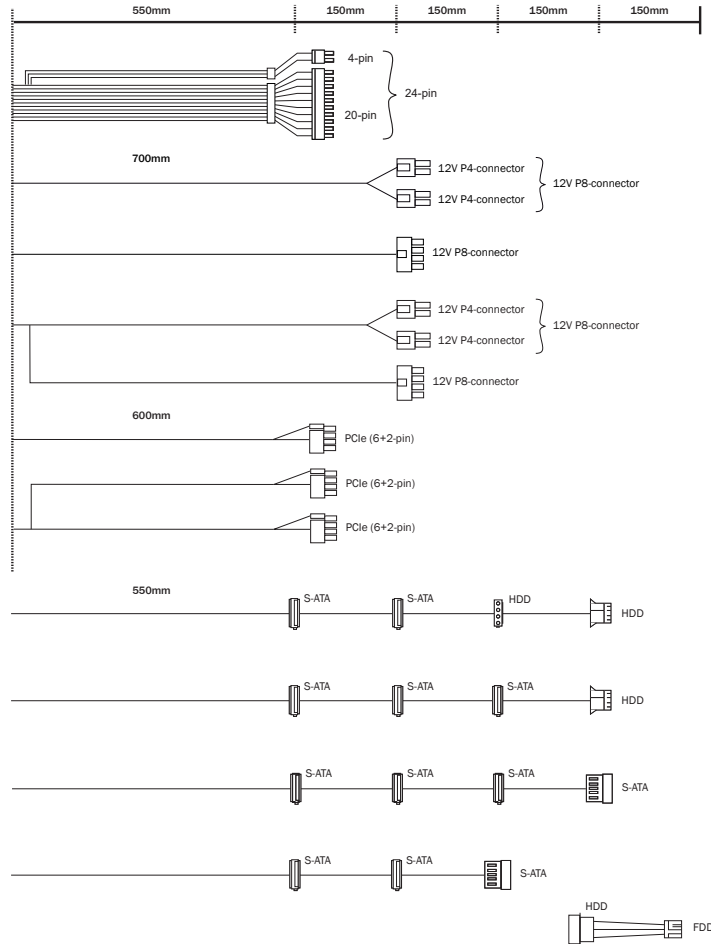 550mm 150mm 150mm 150mm 150mm
4-pin
24-pin
20-pin
700mm
12V P4-connector
12V P8-connector
12V P4-connector
12V P8-connector
12V P4-connector
12V P8-connector
12V P4-connector
12V P8-connector
600mm
PCIe (6+2-pin)
PCIe (6+2-pin)
PCIe (6+2-pin)
550mm
S-ATA S-ATA HDD
HDD
S-ATA S-ATA S-ATA
HDD
S-ATA S-ATA S-ATA
S-ATA
S-ATA S-ATA
S-ATA
HDD
FDD